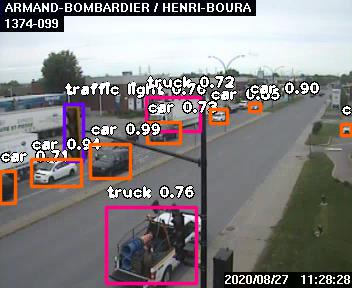 ARMAND-BOMBARDIER / HENRI-BOURA
1374-099
truck 0.72
traffic light 0.76
car 0.90
car 0.73
car 0.99
car 0.94
car 0.71
truck 0.76
2020/08/27 11:28:28